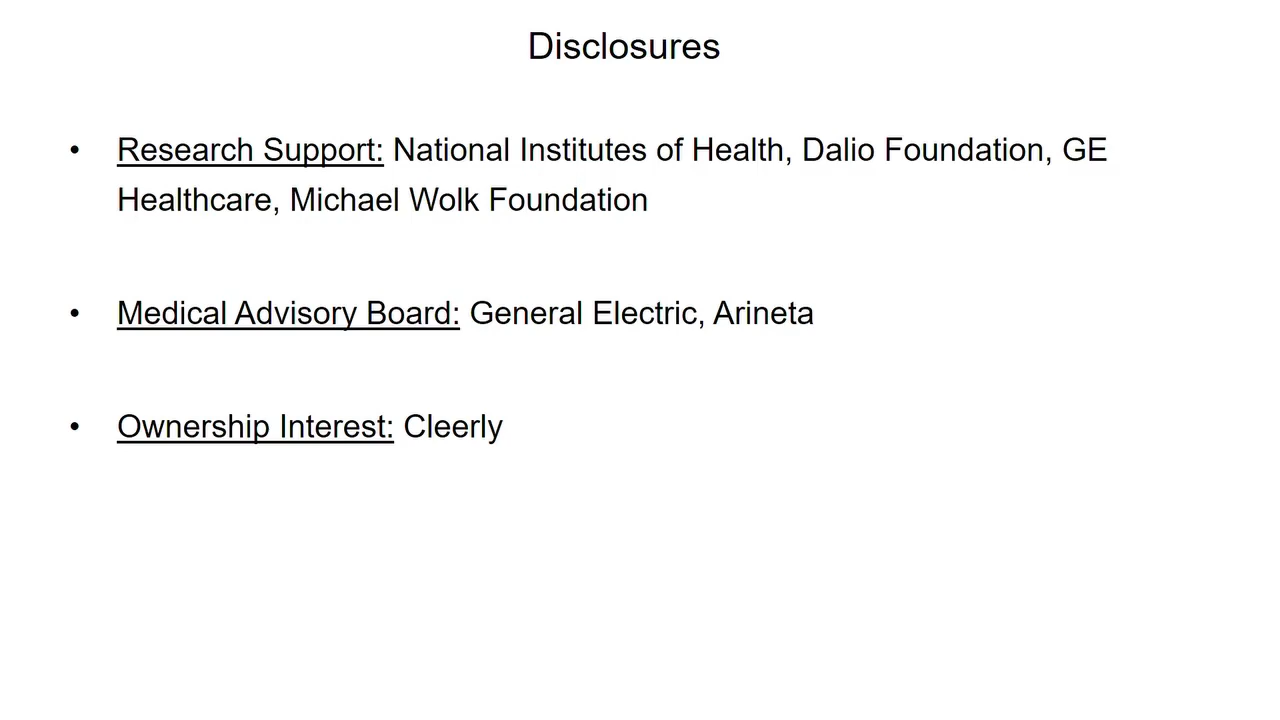 Disclosures
• Research Support: National Institutes of Health, Dalio Foundation, GE
Healthcare, Michael Wolk Foundation
• Medical Advisory Board: General Electric, Arineta
• Ownership Interest: Cleerly